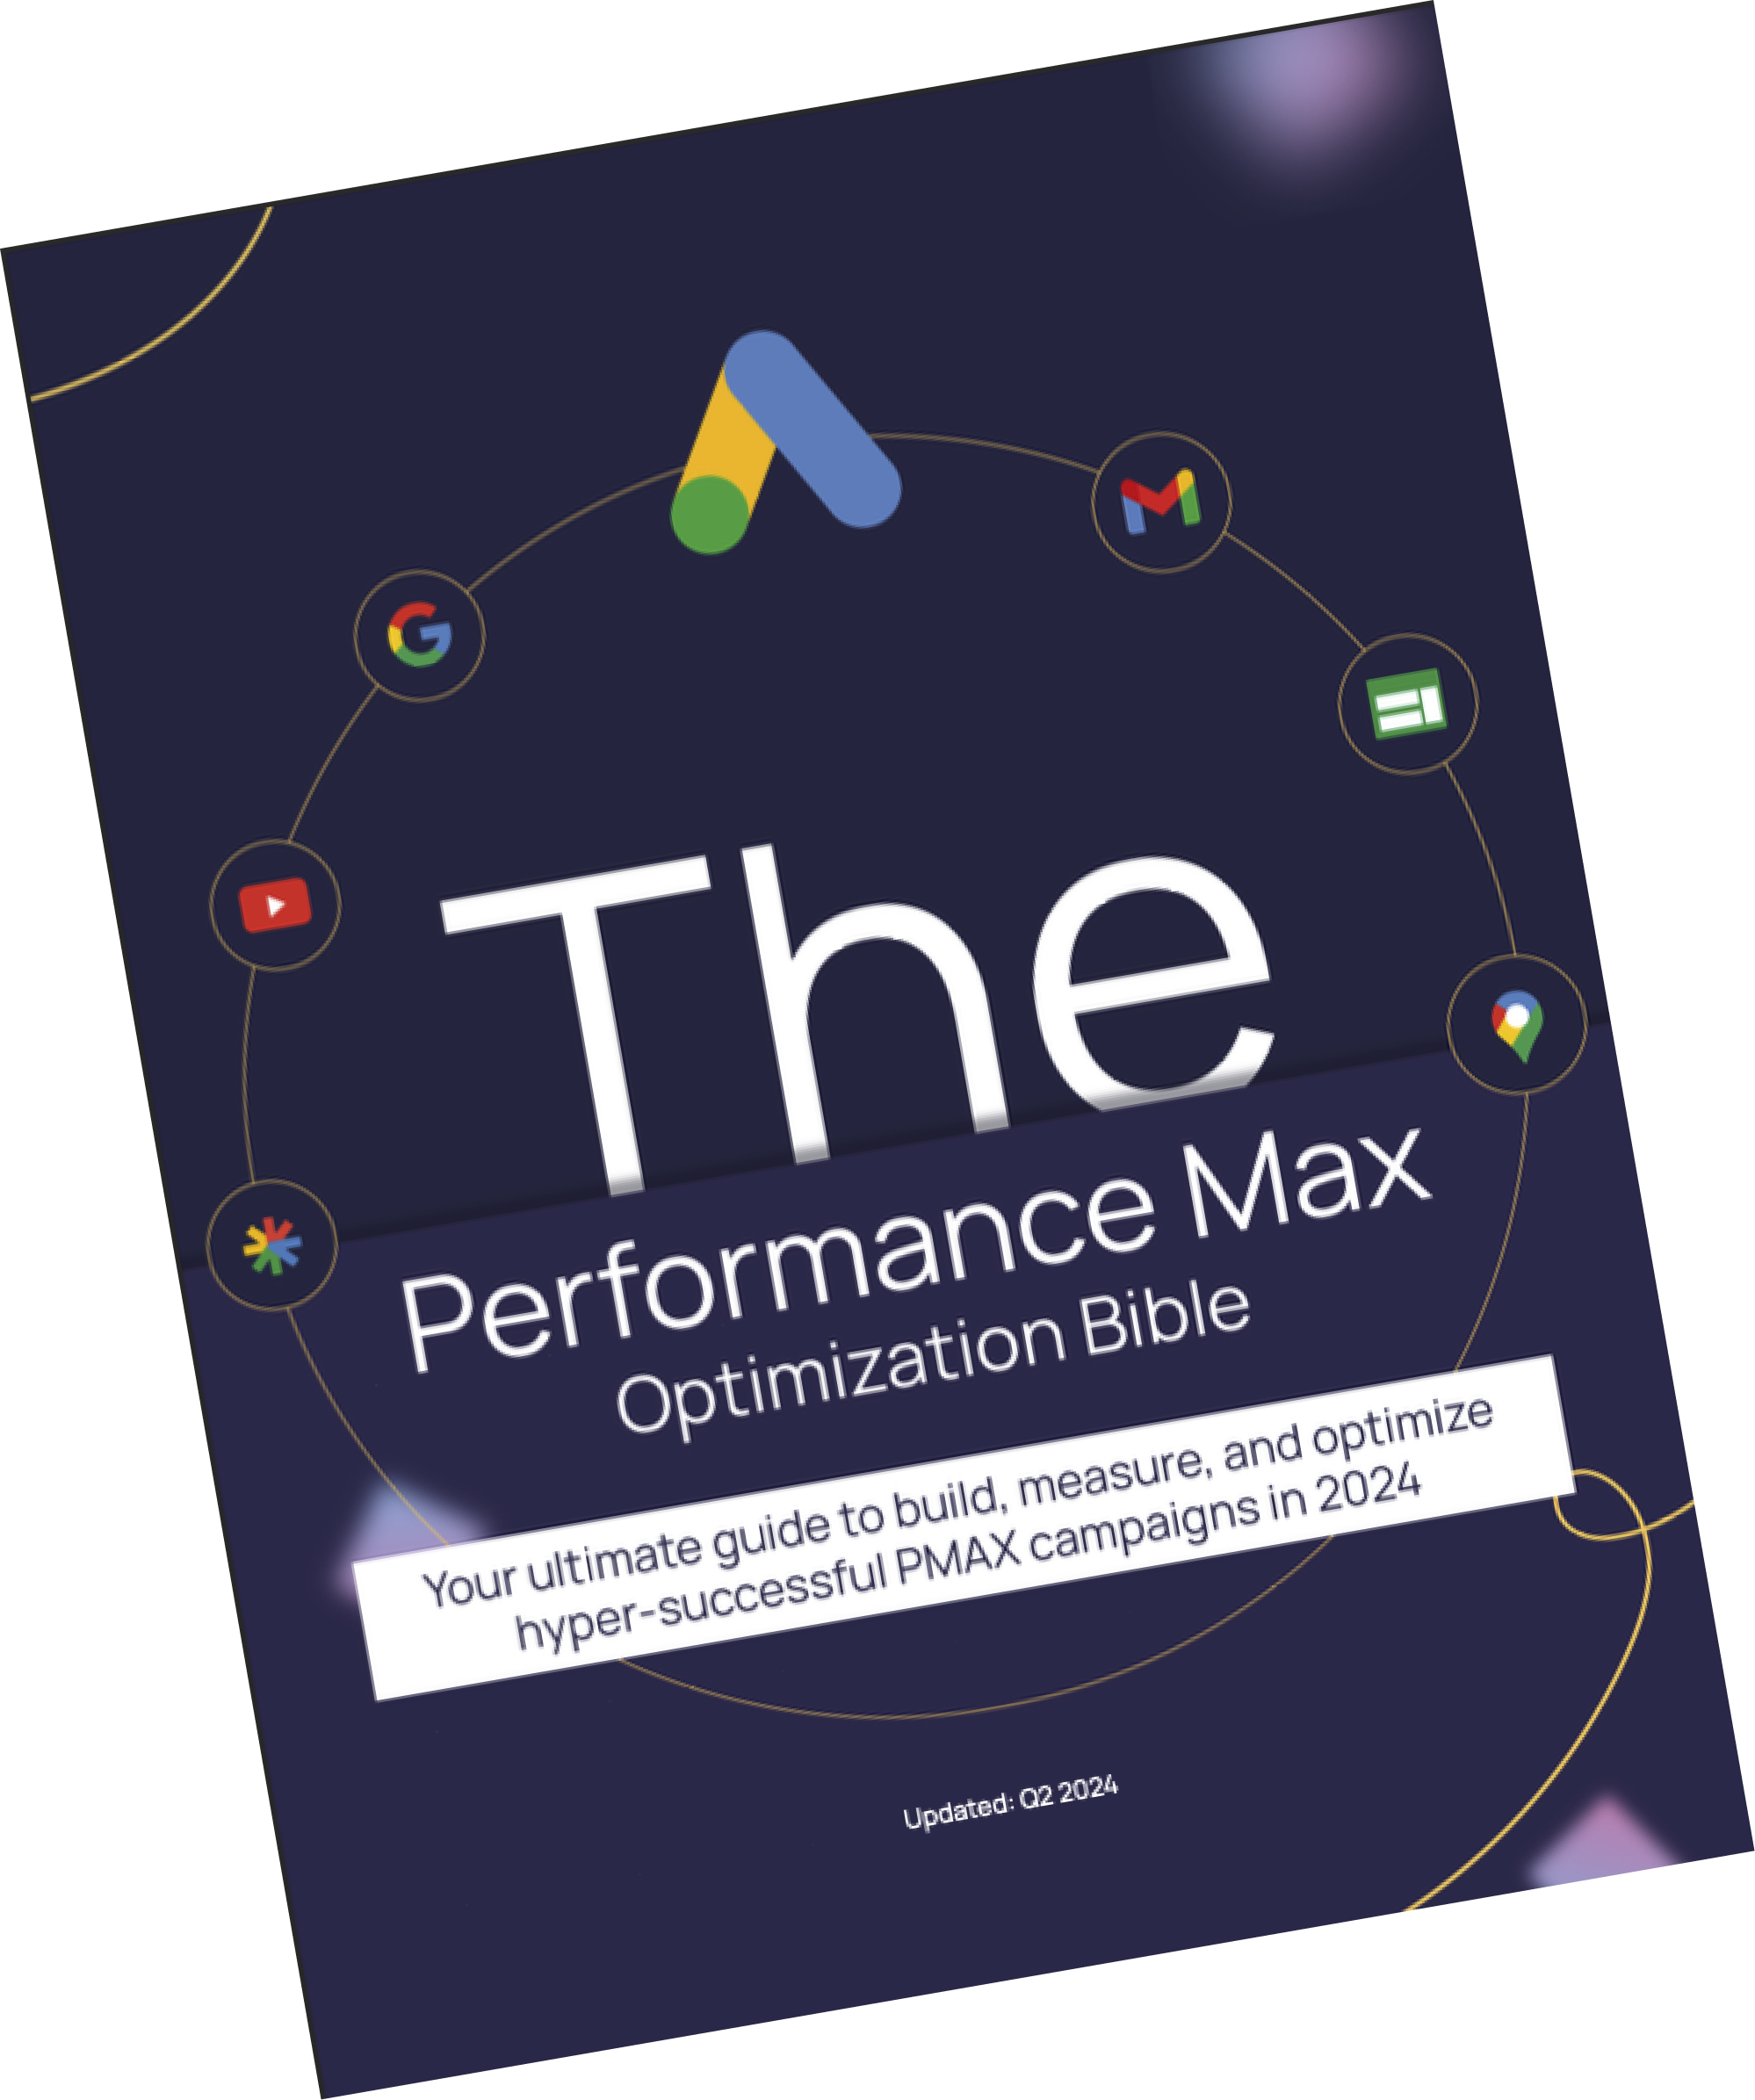 The
Performance Max
Optimization Bible
Your ultimate guide to build, measure, and optimize
hyper-successful PMAX campaigns in 2024
Updated: Q2 2024